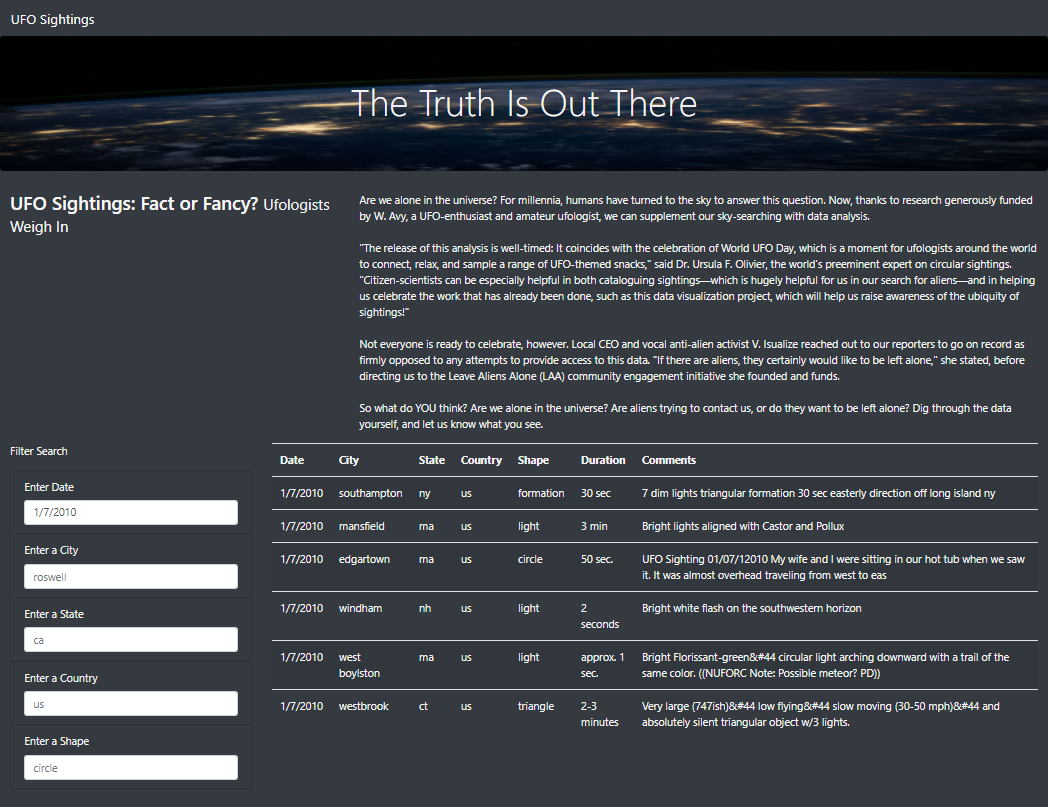 UFO Sightings
The Truth Is Out There
UFO Sightings: Fact or Fancy? Ufologists
Weigh In
Are we alone in the universe? For millennia, humans have turned to the sky to answer this question. Now, thanks to research generously funded
by W. Avy, a UFO-enthusiast and amateur ufologist, we can supplement our sky-searching with data analysis.
"The release of this analysis is well-timed: It coincides with the celebration of World UFO Day, which is a moment for ufologists around the world
to connect, relax, and sample a range of UFO-themed snacks," said Dr. Ursula F. Olivier, the world's preeminent expert on circular sightings.
"Citizen-scientists can be especially helpful in both cataloguing sightings—which is hugely helpful for us in our search for aliens—and in helping
us celebrate the work that has already been done, such as this data visualization project, which will help us raise awareness of the ubiquity of
sightings!"
Not everyone is ready to celebrate, however. Local CEO and vocal anti-alien activist V. Isualize reached out to our reporters to go on record as
firmly opposed to any attempts to provide access to this data. "If there are aliens, they certainly would like to be left alone," she stated, before
directing us to the Leave Aliens Alone (LAA) community engagement initiative she founded and funds.
So what do YOU think? Are we alone in the universe? Are aliens trying to contact us, or do they want to be left alone? Dig through the data
yourself, and let us know what you see.
Filter Search
Enter Date
1/7/2010
Enter a City
roswell
Enter a State
ca
Enter a Country
us
Enter a Shape
circle
Date City State Country Shape Duration Comments
1/7/2010 southampton ny us formation 30 sec 7 dim lights triangular formation 30 sec easterly direction off long island ny
1/7/2010 mansfield ma us light 3 min Bright lights aligned with Castor and Pollux
1/7/2010 edgartown ma us circle 50 sec. UFO Sighting 01/07/12010 My wife and I were sitting in our hot tub when we saw
it. It was almost overhead traveling from west to eas
1/7/2010 windham nh us light 2 Bright white flash on the southwestern horizon
seconds
1/7/2010 west ma us light approx. 1 Bright Florissant-green&#44 circular light arching downward with a trail of the
boylston sec. same color. ((NUFORC Note: Possible meteor? PD))
1/7/2010 westbrook ct us triangle 2-3 Very large (747ish)&#44 low flying&#44 slow moving (30-50 mph)&#44 and
minutes absolutely silent triangular object w/3 lights.